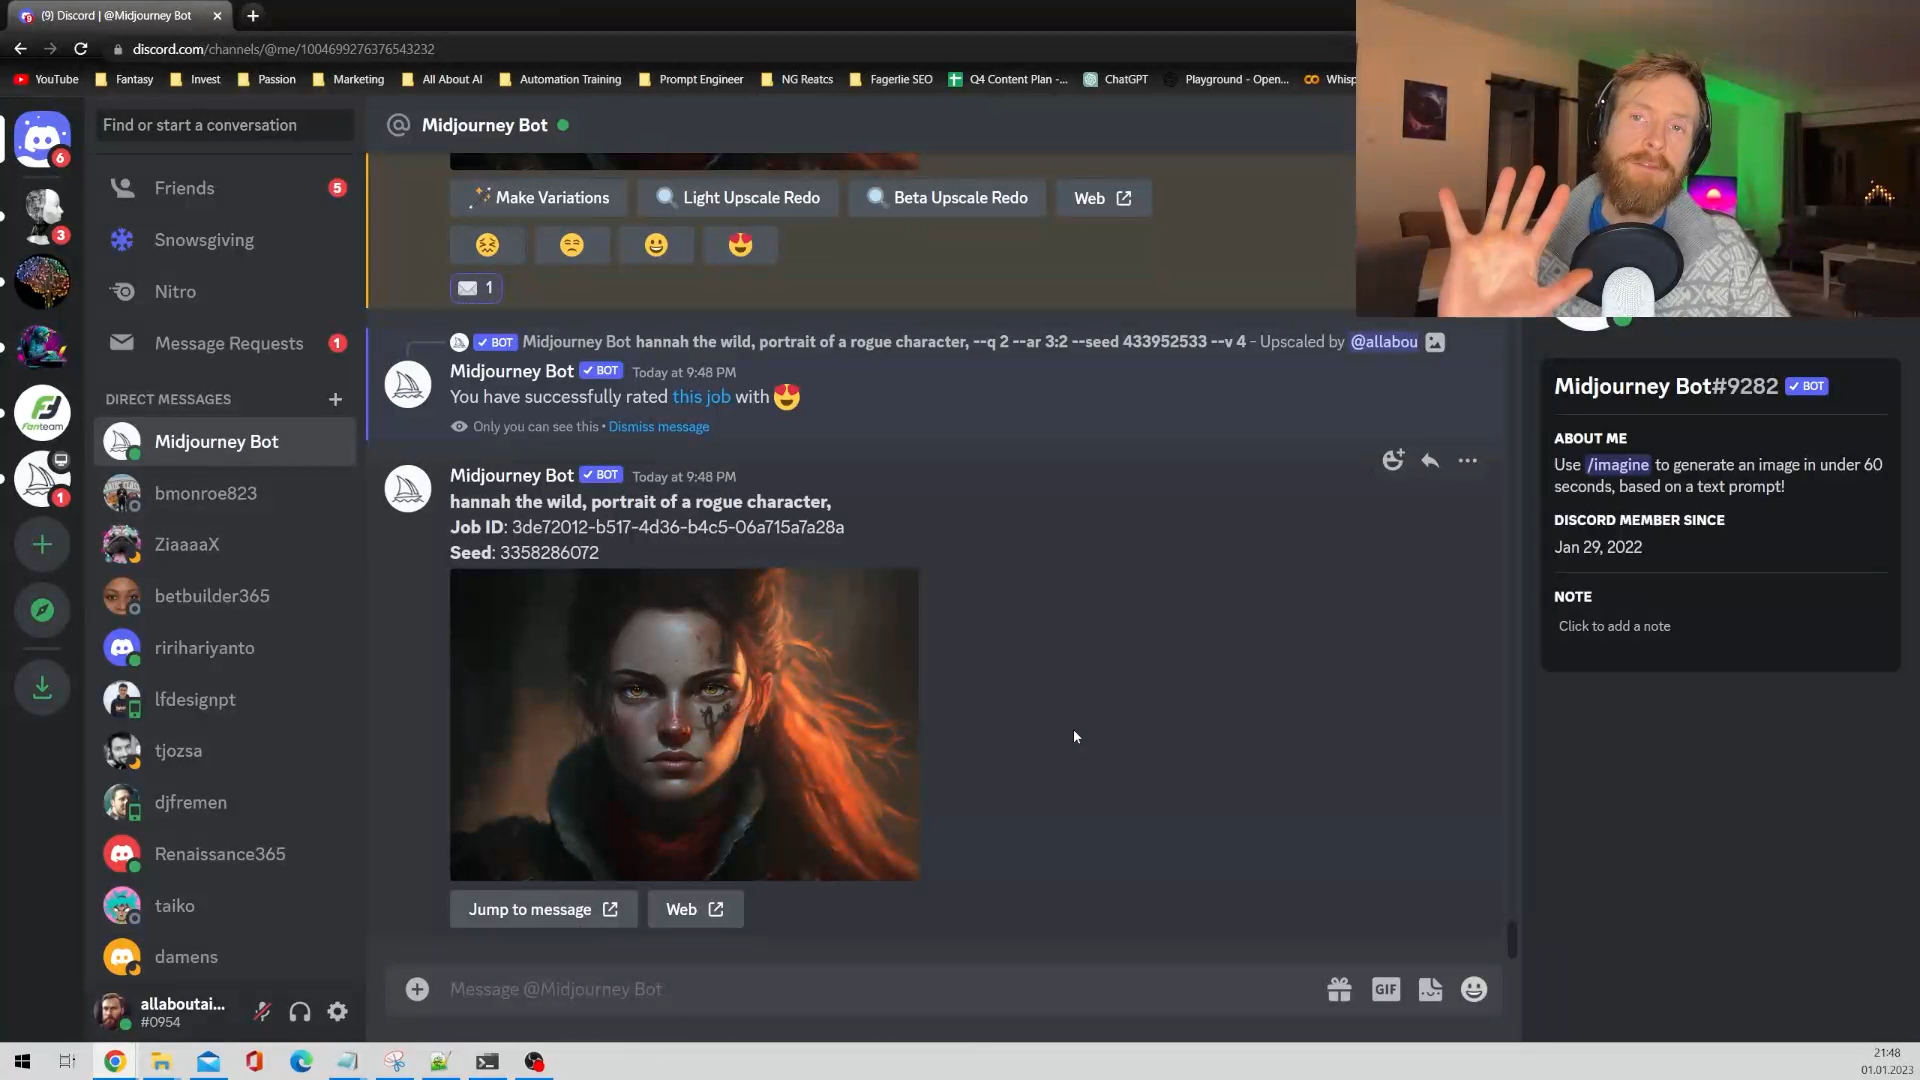 (9) Discord | @Midjourney Bot
discord.com/channels/@me/1004699276376543232
YouTube
Fantasy
Invest
Passion
Marketing
All About AI
Automation Training
Prompt Engineer
NG Reatcs
Fagerlie SEO
Q4 Content Plan -...
ChatGPT
Playground - Open...
Whisp
6
3
1
Find or start a conversation
Friends
5
Snowsgiving
Nitro
Message Requests
1
DIRECT MESSAGES
Midjourney Bot
bmonroe823
ZiaaaaX
betbuilder365
ririhariyanto
lfdesignpt
tjozsa
djfremen
Renaissance365
taiko
damens
allaboutai...
#0954
Fanteam
@ Midjourney Bot
Make Variations
Light Upscale Redo
Beta Upscale Redo
Web
1
BOT Midjourney Bot hannah the wild, portrait of a rogue character, --q 2 --ar 3:2 --seed 433952533 --v 4 - Upscaled by @allabou
Midjourney Bot BOT Today at 9:48 PM
You have successfully rated this job with
Only you can see this • Dismiss message
Midjourney Bot BOT Today at 9:48 PM
hannah the wild, portrait of a rogue character,
Job ID: 3de72012-b517-4d36-b4c5-06a715a7a28a
Seed: 3358286072
Jump to message
Web
Message @Midjourney Bot
GIF
Midjourney Bot#9282 BOT
ABOUT ME
Use /imagine to generate an image in under 60
seconds, based on a text prompt!
DISCORD MEMBER SINCE
Jan 29, 2022
NOTE
Click to add a note
21:48
01.01.2023